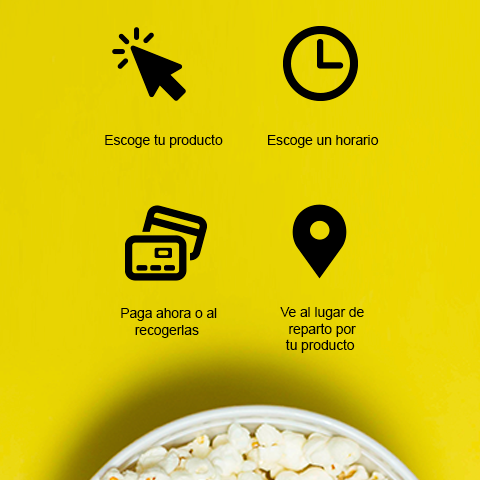 Escoge tu producto
Escoge un horario
Paga ahora o al
recogerlas
Ve al lugar de
reparto por
tu producto